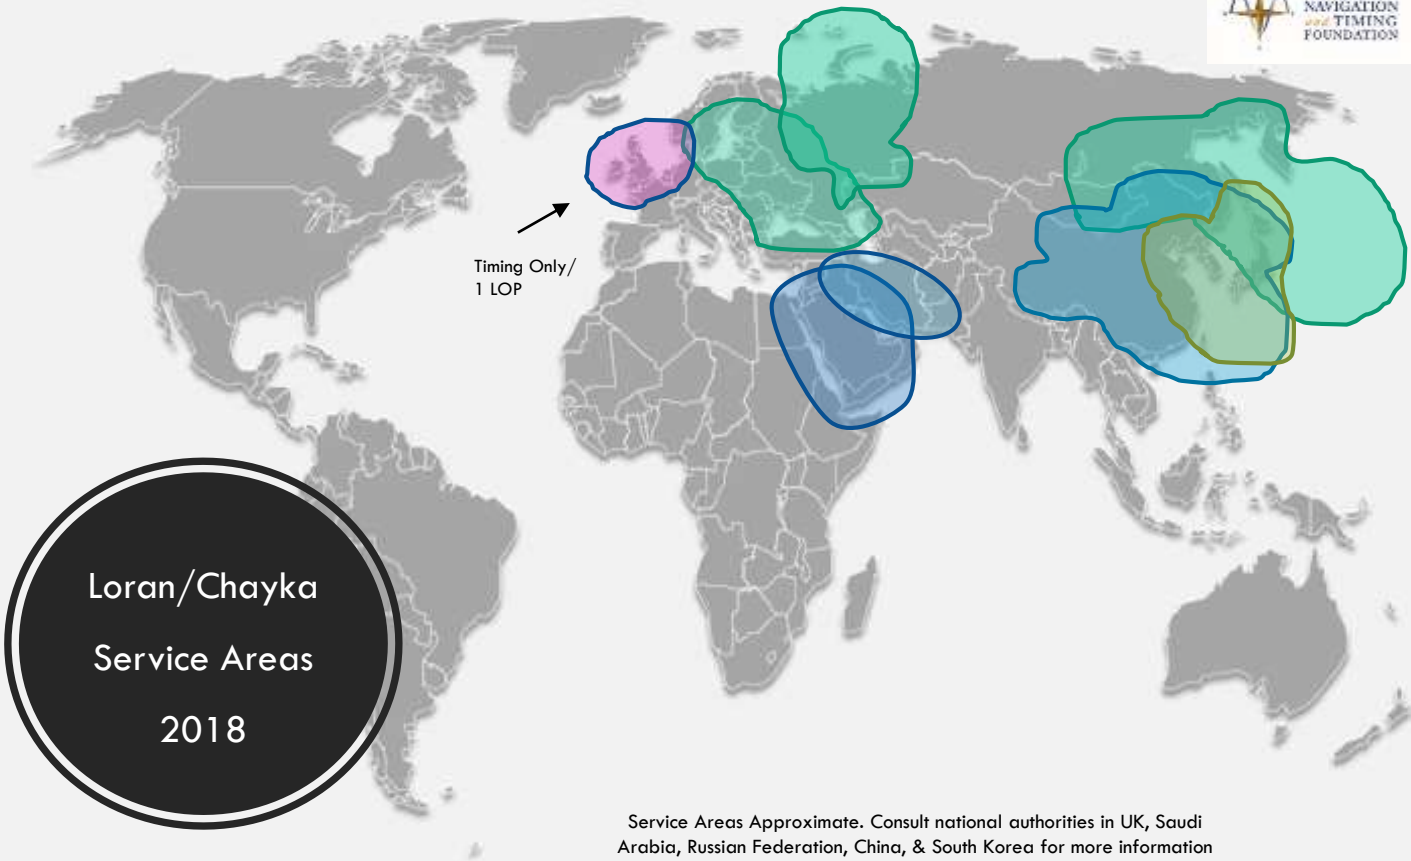 NAVIGATION
and TIMING
FOUNDATION
Timing Only/
1 LOP
Loran/Chayka
Service Areas
2018
Service Areas Approximate. Consult national authorities in UK, Saudi
Arabia, Russian Federation, China, & South Korea for more information